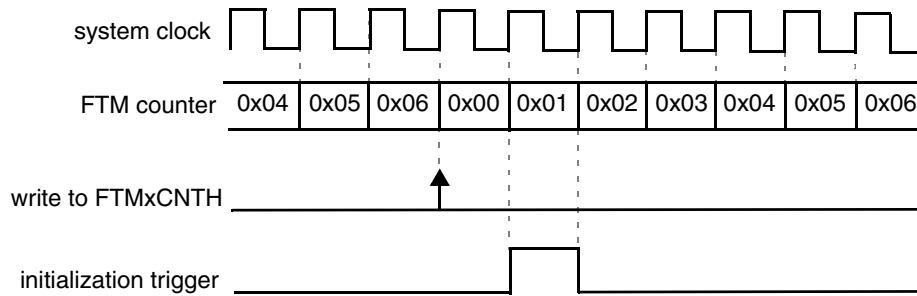 system clock
FTM counter 0x04 0x05 0x06 0x00 0x01 0x02 0x03 0x04 0x05 0x06
write to FTMxCNTH
initialization trigger